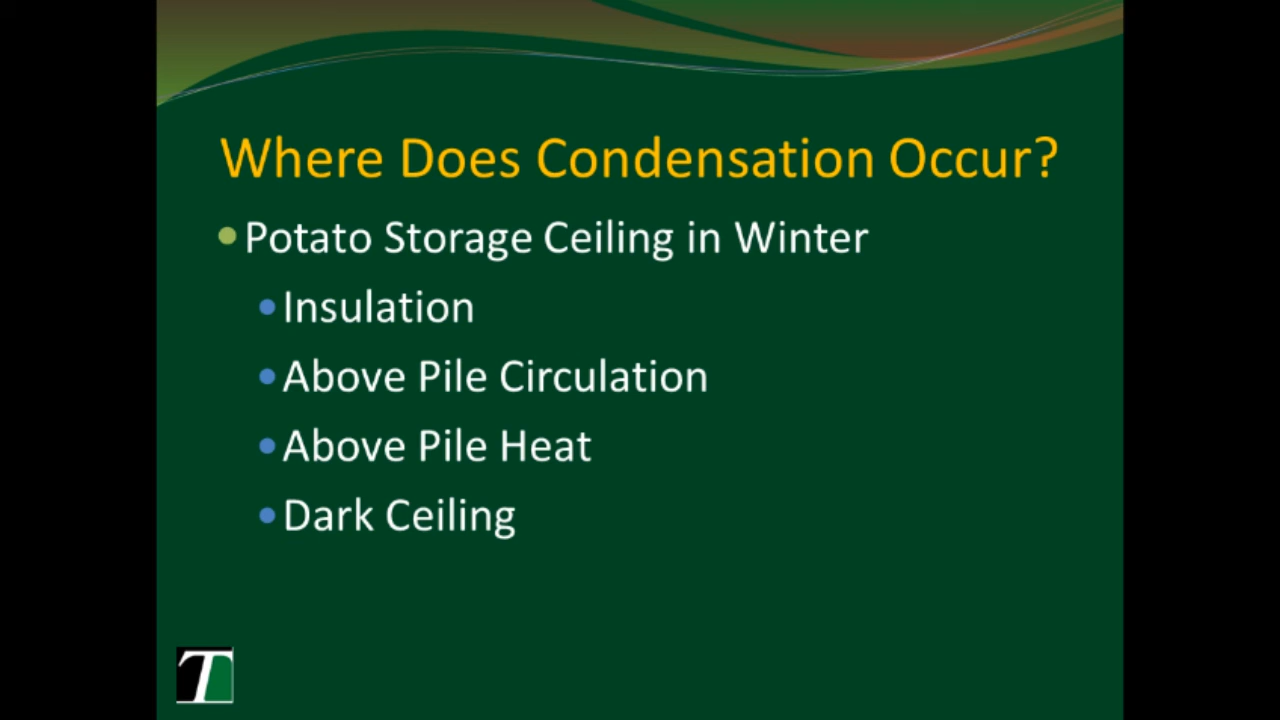 Where Does Condensation Occur?
Potato Storage Ceiling in Winter
Insulation
Above Pile Circulation
Above Pile Heat
Dark Ceiling
T